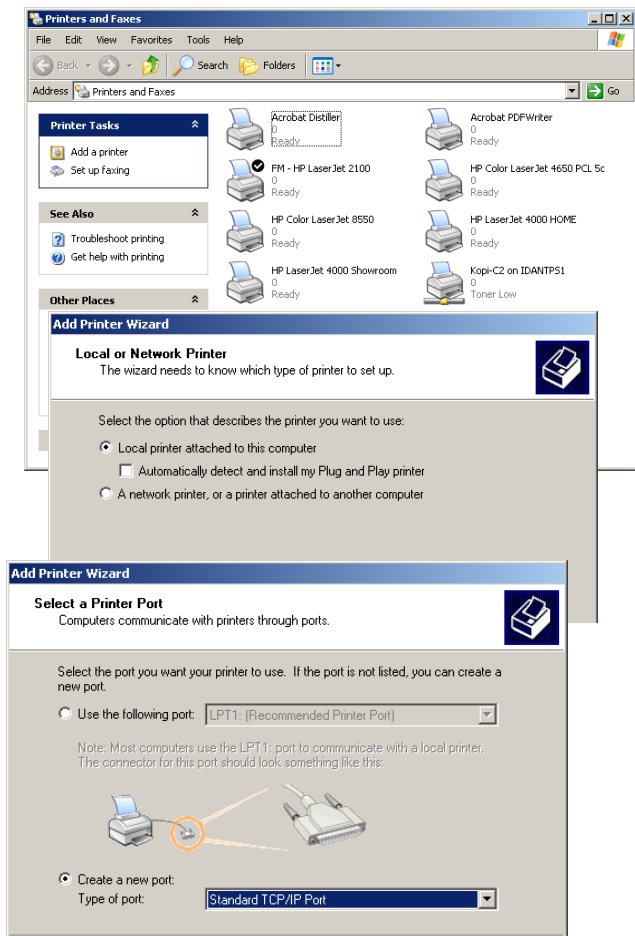 Printers and Faxes
File Edit View Favorites Tools Help
Back Search Folders
Address Printers and Faxes Go
Printer Tasks
Add a printer
Set up faxing
See Also
Troubleshoot printing
Get help with printing
Other Places
Acrobat Distiller
0
Ready
Acrobat PDFWriter
0
Ready
FM - HP LaserJet 2100
0
Ready
HP Color LaserJet 4650 PCL 5c
0
Ready
HP Color LaserJet 8550
0
Ready
HP LaserJet 4000 HOME
0
Ready
HP LaserJet 4000 Showroom
0
Ready
Kopi-C2 on IDANTPS1
0
Toner Low
Add Printer Wizard
Local or Network Printer
The wizard needs to know which type of printer to set up.
Select the option that describes the printer you want to use:
Local printer attached to this computer
Automatically detect and install my Plug and Play printer
A network printer, or a printer attached to another computer
Add Printer Wizard
Select a Printer Port
Computers communicate with printers through ports.
Select the port you want your printer to use. If the port is not listed, you can create a
new port.
Use the following port: LPT1: (Recommended Printer Port)
Note: Most computers use the LPT1: port to communicate with a local printer.
The connector for this port should look something like this:
Create a new port:
Type of port: Standard TCP/IP Port